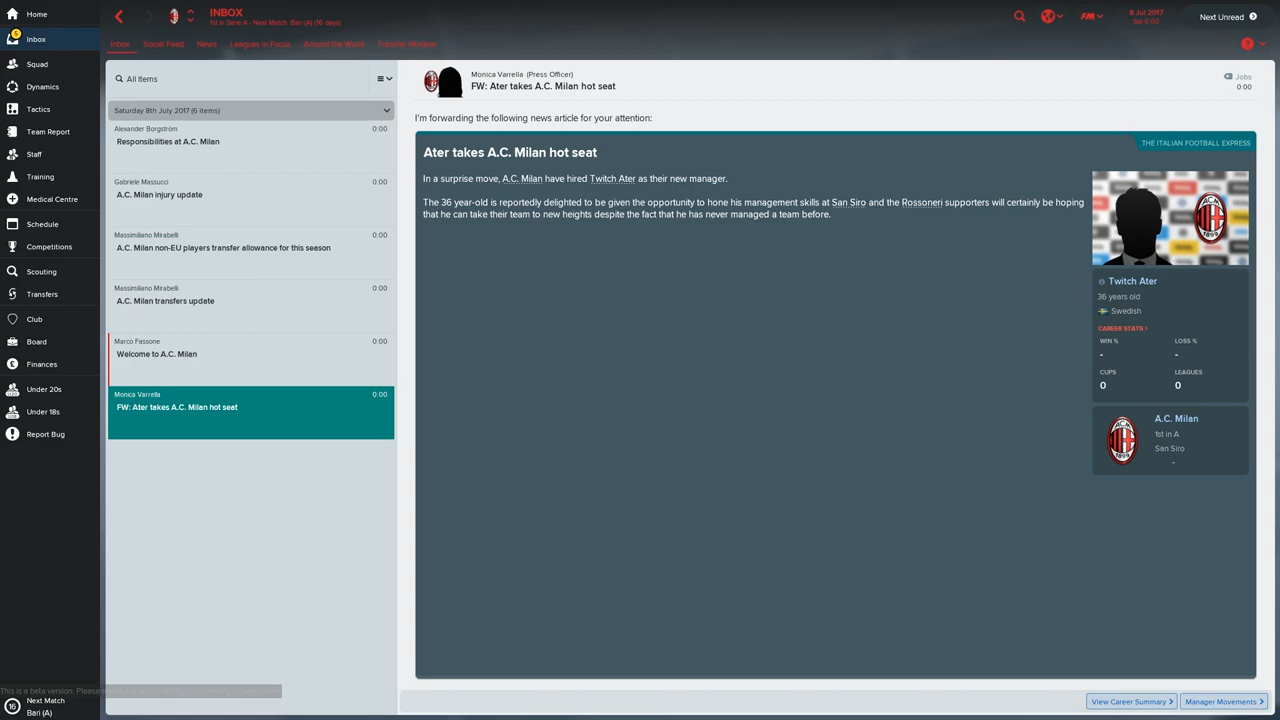 Home
5
Inbox
Squad
Dynamics
Tactics
Team Report
Staff
Training
Medical Centre
Schedule
Competitions
Scouting
Transfers
Club
Board
Finances
Under 20s
Under 18s
Report Bug
This is a beta version. Please
16
Next Match
Bari (A)
INBOX
1st in Serie A - Next Match: Bari (A) (16 days)
FM
8 Jul 2017
Sat 0:00
Next Unread
Inbox
Social Feed
News
Leagues in Focus
Around the World
Transfer Window
?
All Items
Saturday 8th July 2017 (6 items)
Alexander Borgström 0:00
Responsibilities at A.C. Milan
Gabriele Massucci 0:00
A.C. Milan injury update
Massimiliano Mirabelli 0:00
A.C. Milan non-EU players transfer allowance for this season
Massimiliano Mirabelli 0:00
A.C. Milan transfers update
Marco Fassone 0:00
Welcome to A.C. Milan
Monica Varrella 0:00
FW: Ater takes A.C. Milan hot seat
Monica Varrella (Press Officer)
FW: Ater takes A.C. Milan hot seat
Jobs
0:00
I'm forwarding the following news article for your attention:
THE ITALIAN FOOTBALL EXPRESS
Ater takes A.C. Milan hot seat
In a surprise move, A.C. Milan have hired Twitch Ater as their new manager.
The 36 year-old is reportedly delighted to be given the opportunity to hone his management skills at San Siro and the Rossoneri supporters will certainly be hoping
that he can take their team to new heights despite the fact that he has never managed a team before.
ACM
1899
Twitch Ater
36 years old
Swedish
CAREER STATS
WIN % LOSS %
- -
CUPS LEAGUES
0 0
ACM
1899
A.C. Milan
1st in A
San Siro
-
View Career Summary
Manager Movements